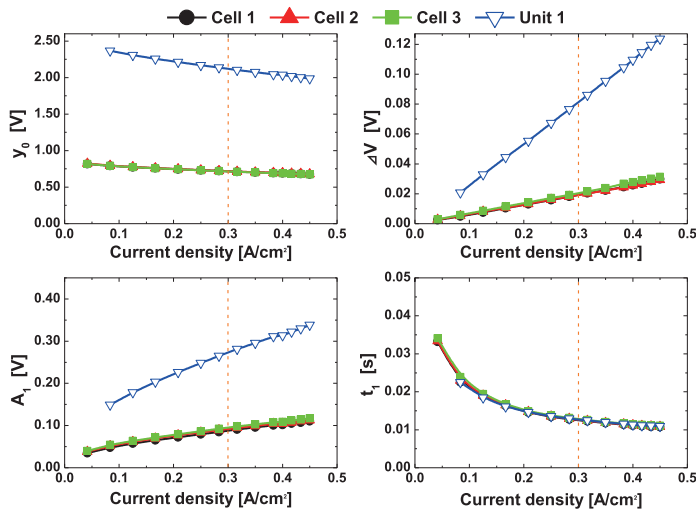 Cell 1 Cell 2 Cell 3 Unit 1
2.50
2.00
1.50
1.00
0.50
0.00
y₀ [V]
0.0 0.1 0.2 0.3 0.4 0.5
Current density [A/cm²]
0.12
0.10
0.08
0.06
0.04
0.02
0.00
⊿V [V]
0.0 0.1 0.2 0.3 0.4 0.5
Current density [A/cm²]
0.40
0.30
0.20
0.10
0.00
A₁ [V]
0.0 0.1 0.2 0.3 0.4 0.5
Current density [A/cm²]
0.05
0.04
0.03
0.02
0.01
0.00
t₁ [s]
0.0 0.1 0.2 0.3 0.4 0.5
Current density [A/cm²]